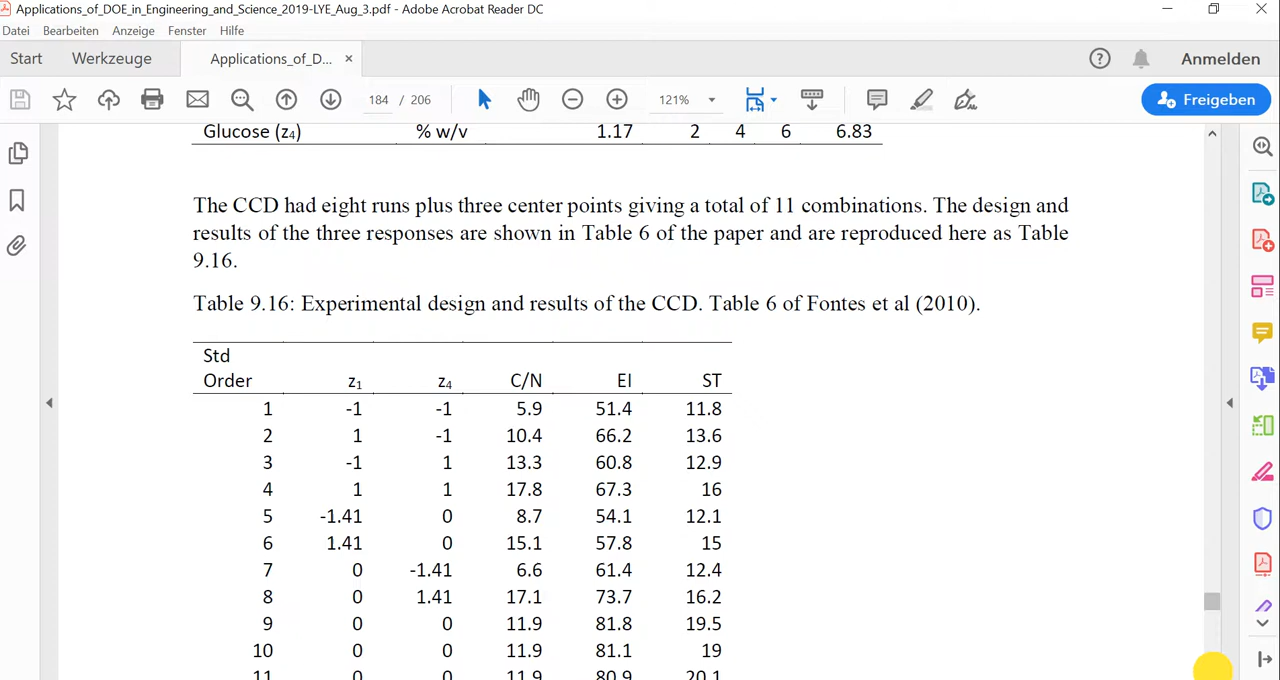 Applications_of_DOE_in_Engineering_and_Science_2019-LYE_Aug_3.pdf - Adobe Acrobat Reader DC
Datei Bearbeiten Anzeige Fenster Hilfe
Start Werkzeuge Applications_of_D... × Anmelden
184 / 206 121% Freigeben
Glucose (z4) % w/v 1.17 2 4 6 6.83
The CCD had eight runs plus three center points giving a total of 11 combinations. The design and
results of the three responses are shown in Table 6 of the paper and are reproduced here as Table
9.16.
Table 9.16: Experimental design and results of the CCD. Table 6 of Fontes et al (2010).
Std
Order z1 z4 C/N EI ST
1 -1 -1 5.9 51.4 11.8
2 1 -1 10.4 66.2 13.6
3 -1 1 13.3 60.8 12.9
4 1 1 17.8 67.3 16
5 -1.41 0 8.7 54.1 12.1
6 1.41 0 15.1 57.8 15
7 0 -1.41 6.6 61.4 12.4
8 0 1.41 17.1 73.7 16.2
9 0 0 11.9 81.8 19.5
10 0 0 11.9 81.1 19
11 0 0 11.9 80.9 20.1